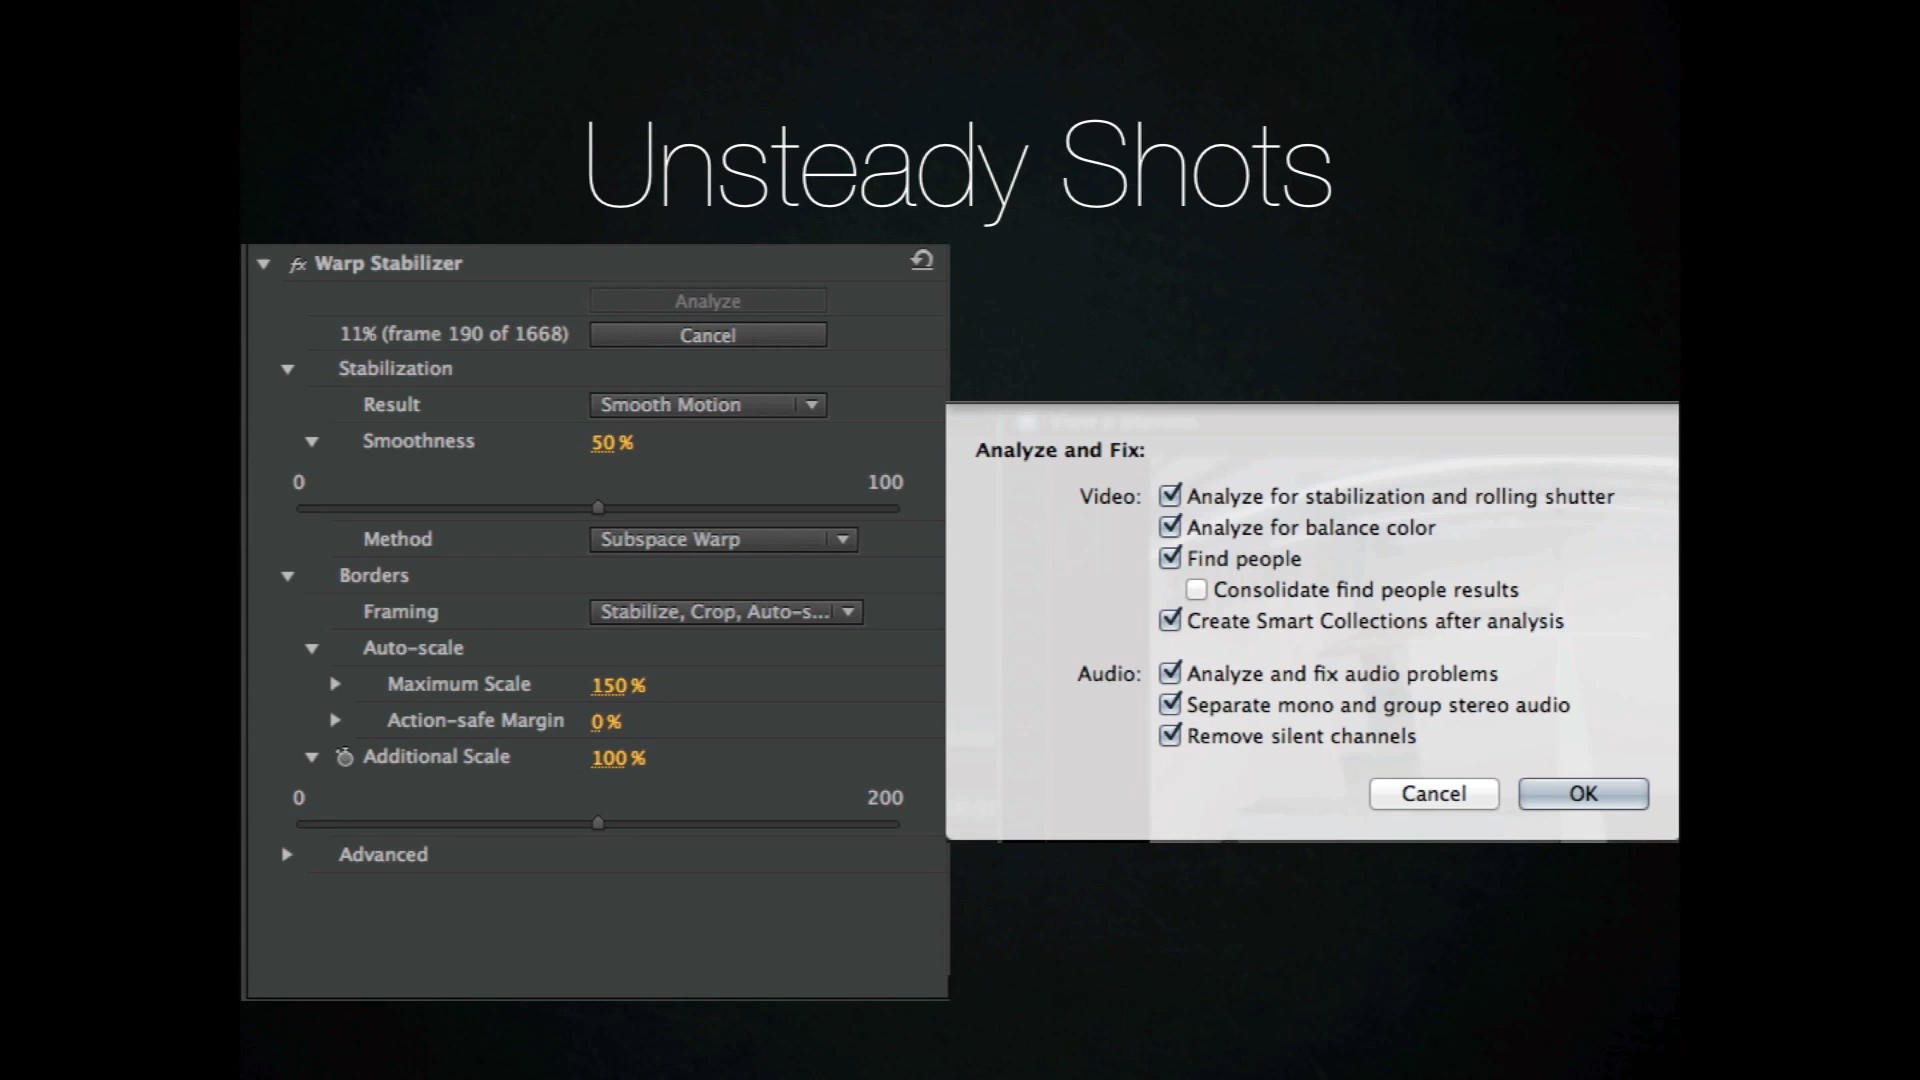 Unsteady Shots
fx Warp Stabilizer
Analyze
11% (frame 190 of 1668) Cancel
Stabilization
Result Smooth Motion
Smoothness 50 %
0 100
Method Subspace Warp
Borders
Framing Stabilize, Crop, Auto-s...
Auto-scale
Maximum Scale 150 %
Action-safe Margin 0 %
Additional Scale 100 %
0 200
Advanced
Analyze and Fix:
Video: Analyze for stabilization and rolling shutter
Analyze for balance color
Find people
Consolidate find people results
Create Smart Collections after analysis
Audio: Analyze and fix audio problems
Separate mono and group stereo audio
Remove silent channels
Cancel OK